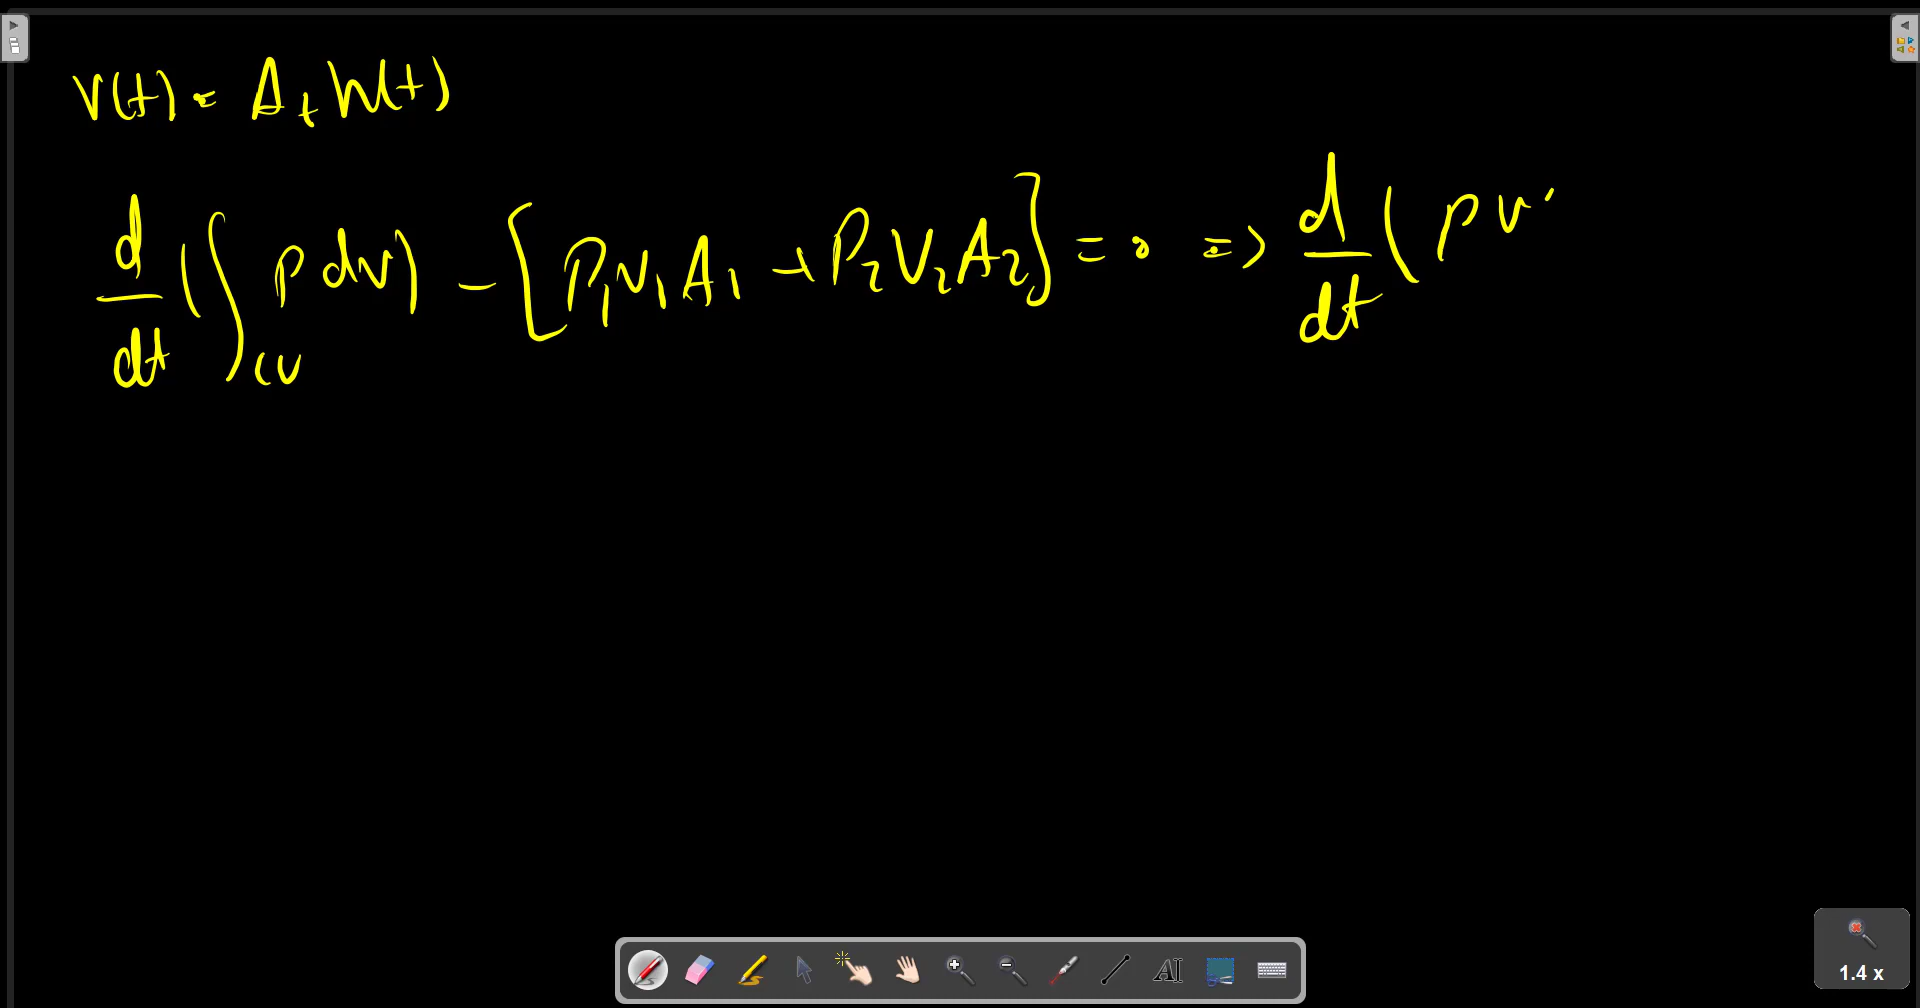 V(t) = A_t h(t)
d/dt (∫_CV ρ dv) - [ρ₁V₁A₁ + ρ₂V₂A₂] = 0 ⇒ d/dt (ρV
1.4 x